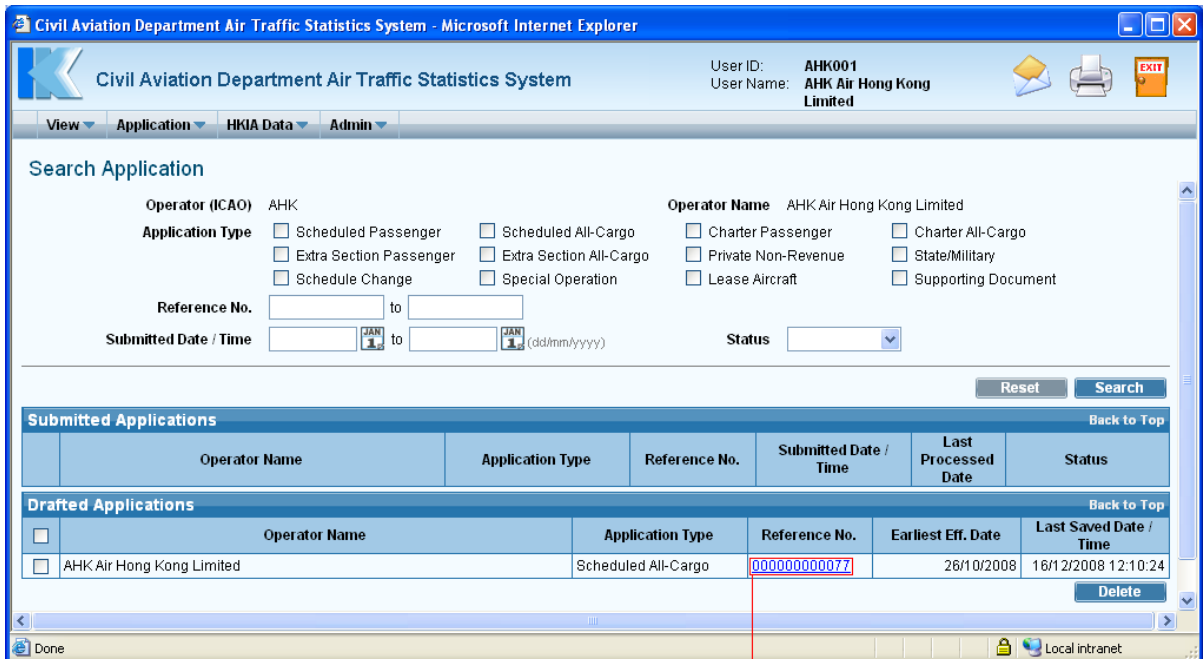 Civil Aviation Department Air Traffic Statistics System - Microsoft Internet Explorer
Civil Aviation Department Air Traffic Statistics System
User ID: AHK001
User Name: AHK Air Hong Kong Limited
EXIT
View Application HKIA Data Admin
Search Application
Operator (ICAO) AHK Operator Name AHK Air Hong Kong Limited
Application Type Scheduled Passenger Scheduled All-Cargo Charter Passenger Charter All-Cargo
Extra Section Passenger Extra Section All-Cargo Private Non-Revenue State/Military
Schedule Change Special Operation Lease Aircraft Supporting Document
Reference No. to
Submitted Date / Time JAN 1 to JAN 1 (dd/mm/yyyy) Status
Reset Search
Submitted Applications Back to Top
Operator Name Application Type Reference No. Submitted Date / Time Last Processed Date Status
Drafted Applications Back to Top
Operator Name Application Type Reference No. Earliest Eff. Date Last Saved Date / Time
AHK Air Hong Kong Limited Scheduled All-Cargo 000000000077 26/10/2008 16/12/2008 12:10:24
Delete
Done Local intranet